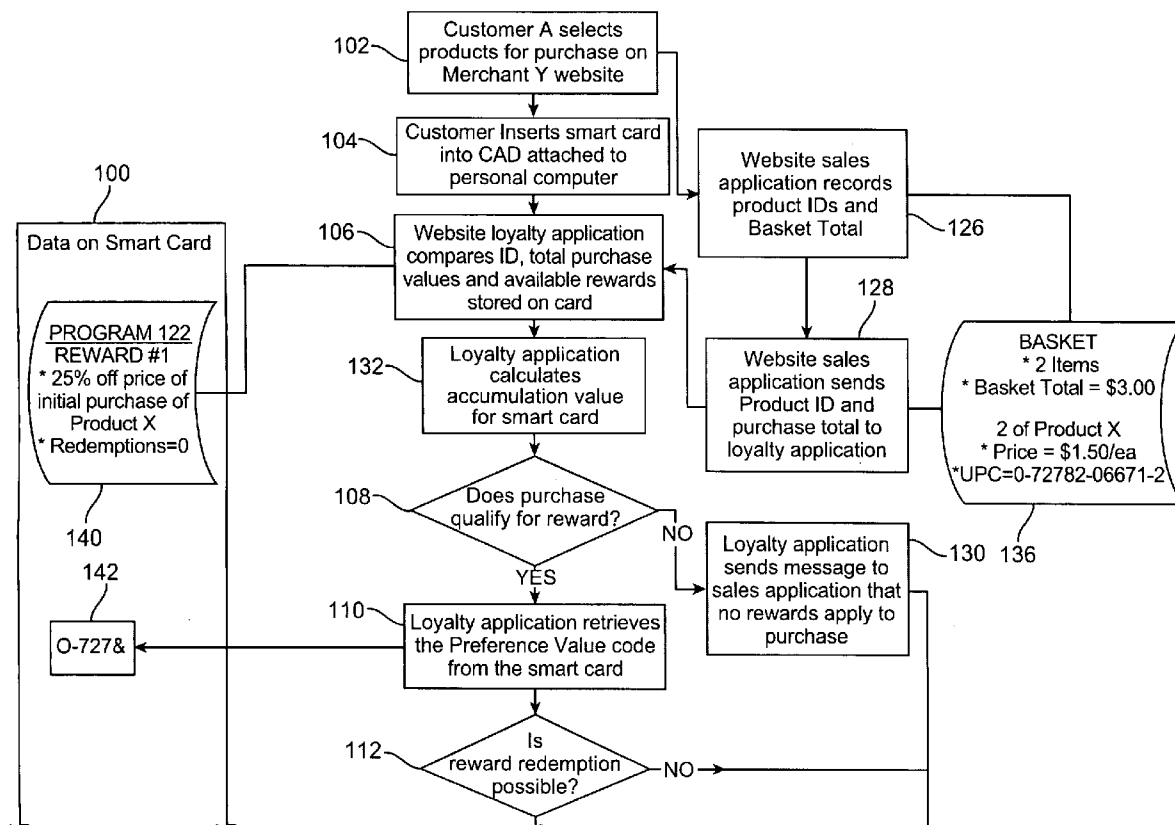 102
Customer A selects
products for purchase on
Merchant Y website
104
Customer Inserts smart card
into CAD attached to
personal computer
Website sales
application records
product IDs and
Basket Total
126
100
Data on Smart Card
106
Website loyalty application
compares ID, total purchase
values and available rewards
stored on card
128
PROGRAM 122
REWARD #1
* 25% off price of
initial purchase of
Product X
* Redemptions=0
140
132
Loyalty application
calculates
accumulation value
for smart card
Website sales
application sends
Product ID and
purchase total to
loyalty application
BASKET
* 2 Items
* Basket Total = $3.00
2 of Product X
* Price = $1.50/ea
*UPC=0-72782-06671-2
136
108
Does purchase
qualify for reward?
NO
YES
Loyalty application
sends message to
sales application that
no rewards apply to
purchase
130
142
O-727&
110
Loyalty application retrieves
the Preference Value code
from the smart card
112
Is
reward redemption
possible?
NO